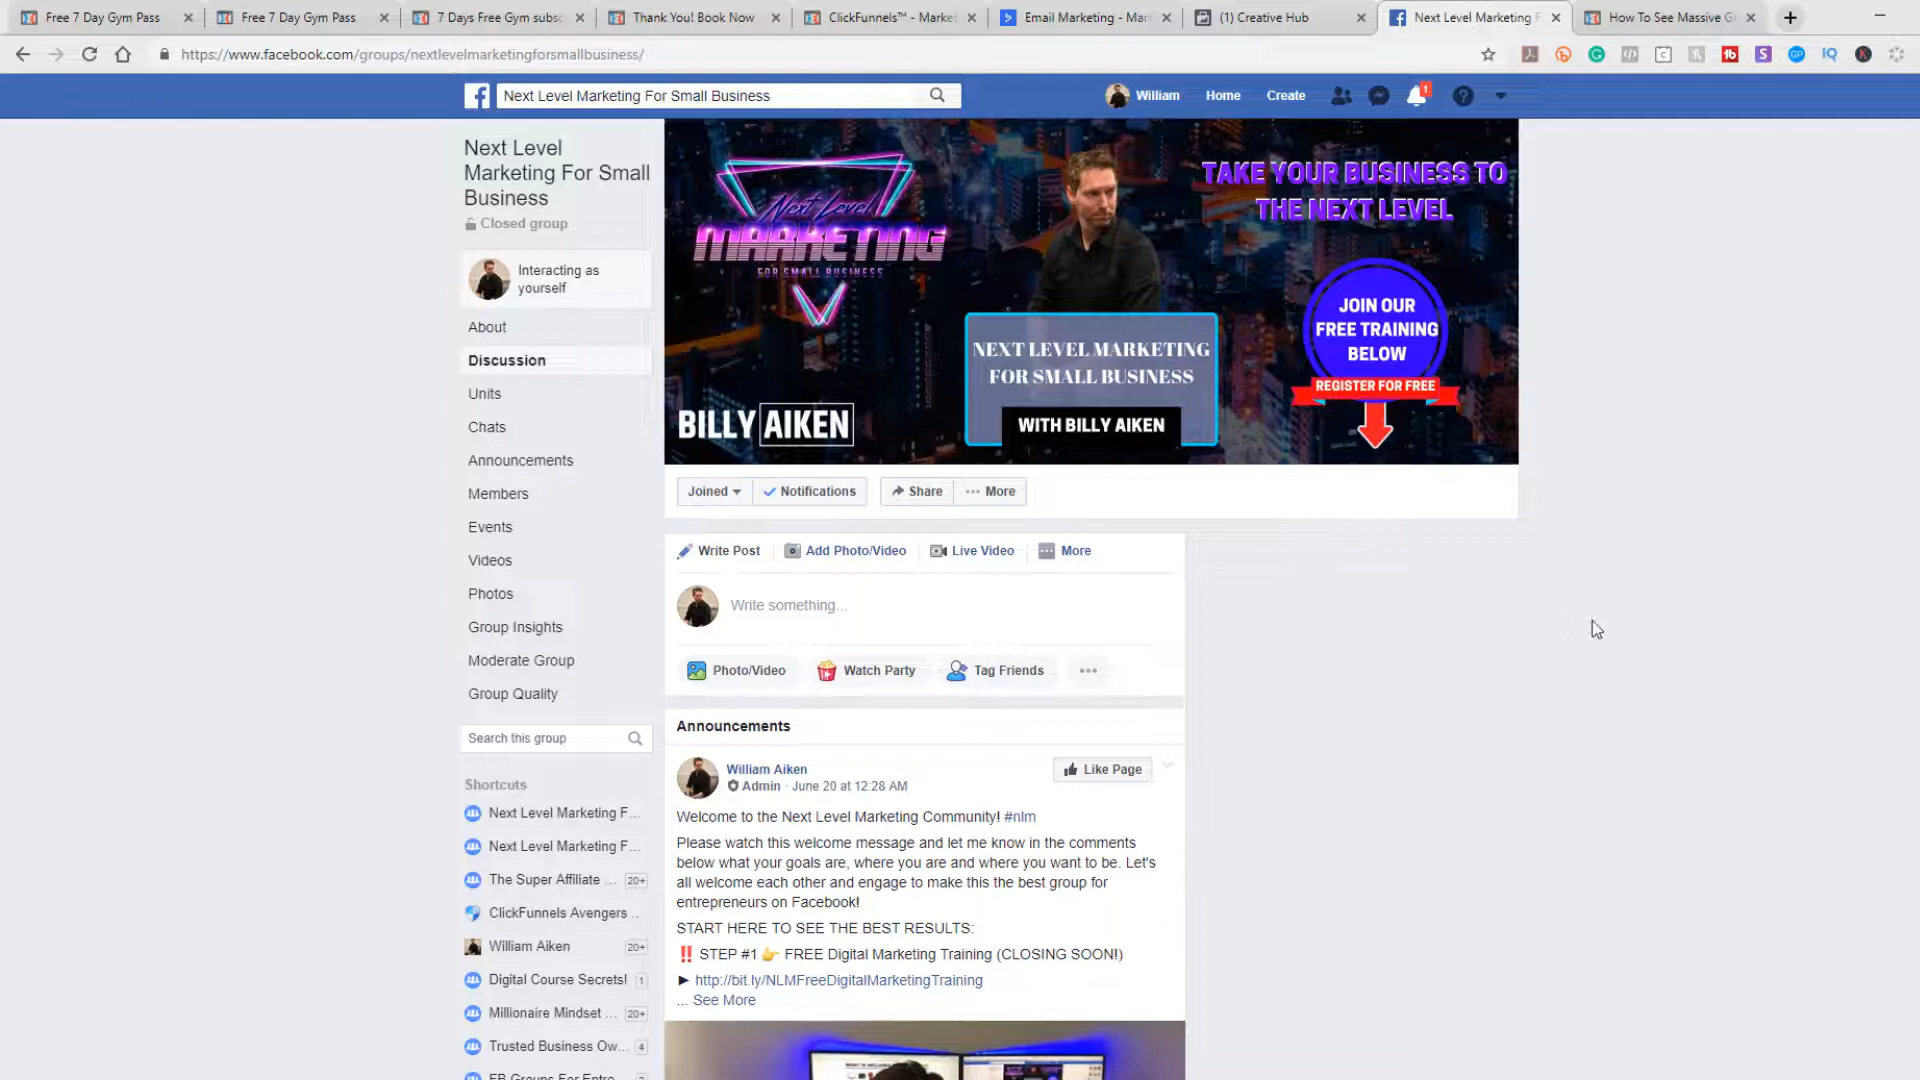 Free 7 Day Gym Pass
Free 7 Day Gym Pass
7 Days Free Gym subsc
Thank You! Book Now
ClickFunnels™ - Market
Email Marketing - Mar
(1) Creative Hub
Next Level Marketing F
How To See Massive G
https://www.facebook.com/groups/nextlevelmarketingforsmallbusiness/
Next Level Marketing For Small Business
William
Home
Create
1
Next Level
Marketing For Small
Business
Closed group
Interacting as
yourself
About
Discussion
Units
Chats
Announcements
Members
Events
Videos
Photos
Group Insights
Moderate Group
Group Quality
Search this group
Shortcuts
Next Level Marketing F...
Next Level Marketing F...
The Super Affiliate ... 20+
ClickFunnels Avengers ..
William Aiken 20+
Digital Course Secrets! 1
Millionaire Mindset ... 20+
Trusted Business Ow... 4
FB Groups For Entre...
Next Level
MARKETING
FOR SMALL BUSINESS
BILLY AIKEN
NEXT LEVEL MARKETING
FOR SMALL BUSINESS
WITH BILLY AIKEN
TAKE YOUR BUSINESS TO
THE NEXT LEVEL
JOIN OUR
FREE TRAINING
BELOW
REGISTER FOR FREE
Joined
Notifications
Share
More
Write Post
Add Photo/Video
Live Video
More
Write something...
Photo/Video
Watch Party
Tag Friends
Announcements
William Aiken
Admin · June 20 at 12:28 AM
Like Page
Welcome to the Next Level Marketing Community! #nlm
Please watch this welcome message and let me know in the comments
below what your goals are, where you are and where you want to be. Let's
all welcome each other and engage to make this the best group for
entrepreneurs on Facebook!
START HERE TO SEE THE BEST RESULTS:
‼ STEP #1 👉 FREE Digital Marketing Training (CLOSING SOON!)
► http://bit.ly/NLMFreeDigitalMarketingTraining
... See More